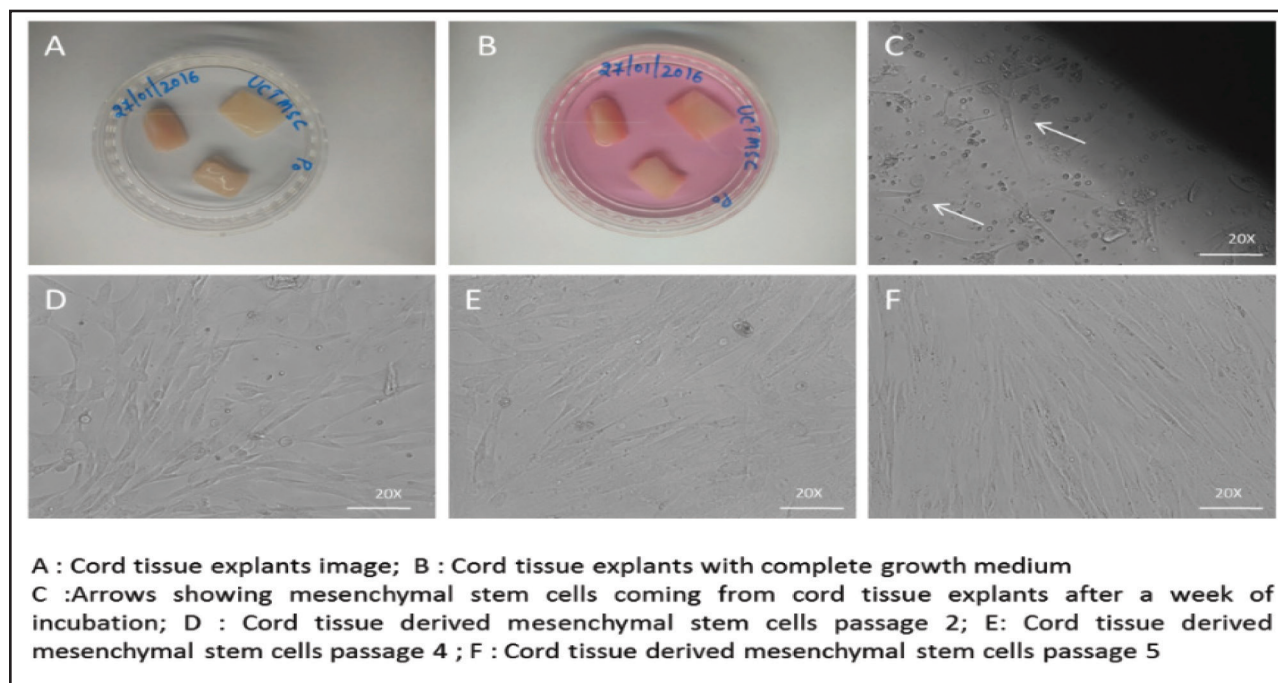 A
27/01/2016
UCTMSC
P0
B
27/01/2016
UCTMSC
P0
C
20X
D
20X
E
20X
F
20X
A : Cord tissue explants image; B : Cord tissue explants with complete growth medium
C :Arrows showing mesenchymal stem cells coming from cord tissue explants after a week of
incubation; D : Cord tissue derived mesenchymal stem cells passage 2; E: Cord tissue derived
mesenchymal stem cells passage 4 ; F : Cord tissue derived mesenchymal stem cells passage 5